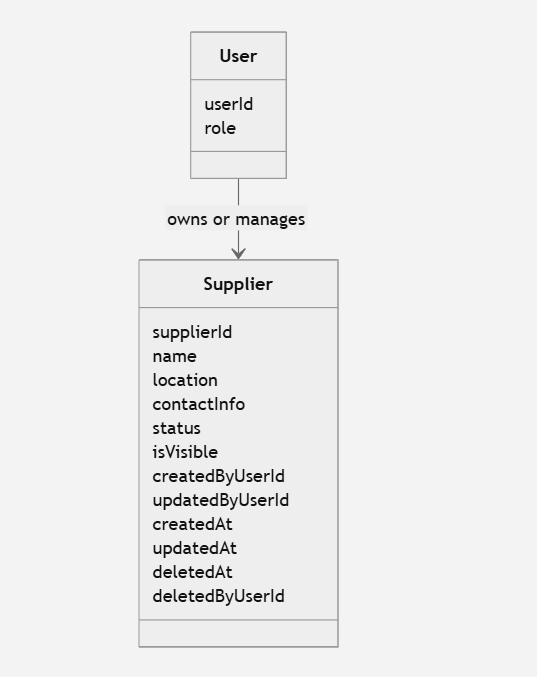 User
userId
role
owns or manages
Supplier
supplierId
name
location
contactInfo
status
isVisible
createdByUserId
updatedByUserId
createdAt
updatedAt
deletedAt
deletedByUserId